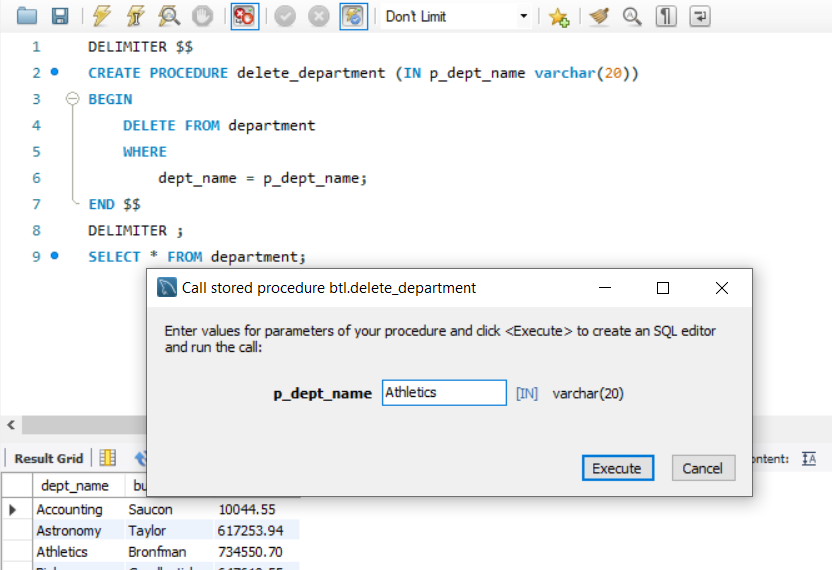 Don't Limit
1 DELIMITER $$
2 CREATE PROCEDURE delete_department (IN p_dept_name varchar(20))
3 BEGIN
4 DELETE FROM department
5 WHERE
6 dept_name = p_dept_name;
7 END $$
8 DELIMITER ;
9 SELECT * FROM department;
Call stored procedure btl.delete_department
Enter values for parameters of your procedure and click <Execute> to create an SQL editor
and run the call:
p_dept_name Athletics [IN] varchar(20)
Execute Cancel
Result Grid ontent:
dept_name bu
Accounting Saucon 10044.55
Astronomy Taylor 617253.94
Athletics Bronfman 734550.70